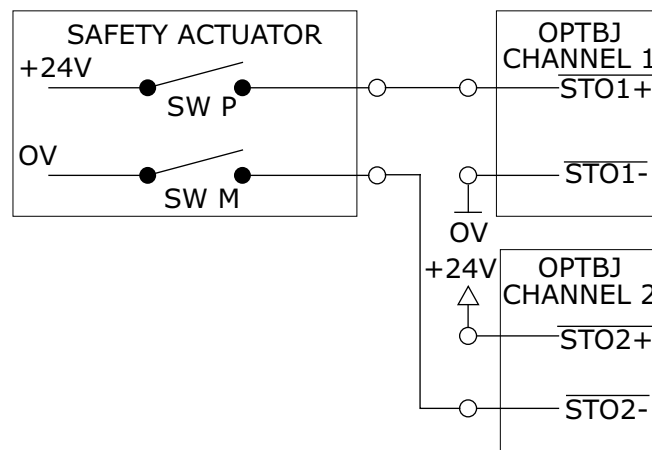 SAFETY ACTUATOR
+24V
SW P
OV
SW M
OPTBJ
CHANNEL 1
STO1+
STO1-
OV
+24V
OPTBJ
CHANNEL 2
STO2+
STO2-